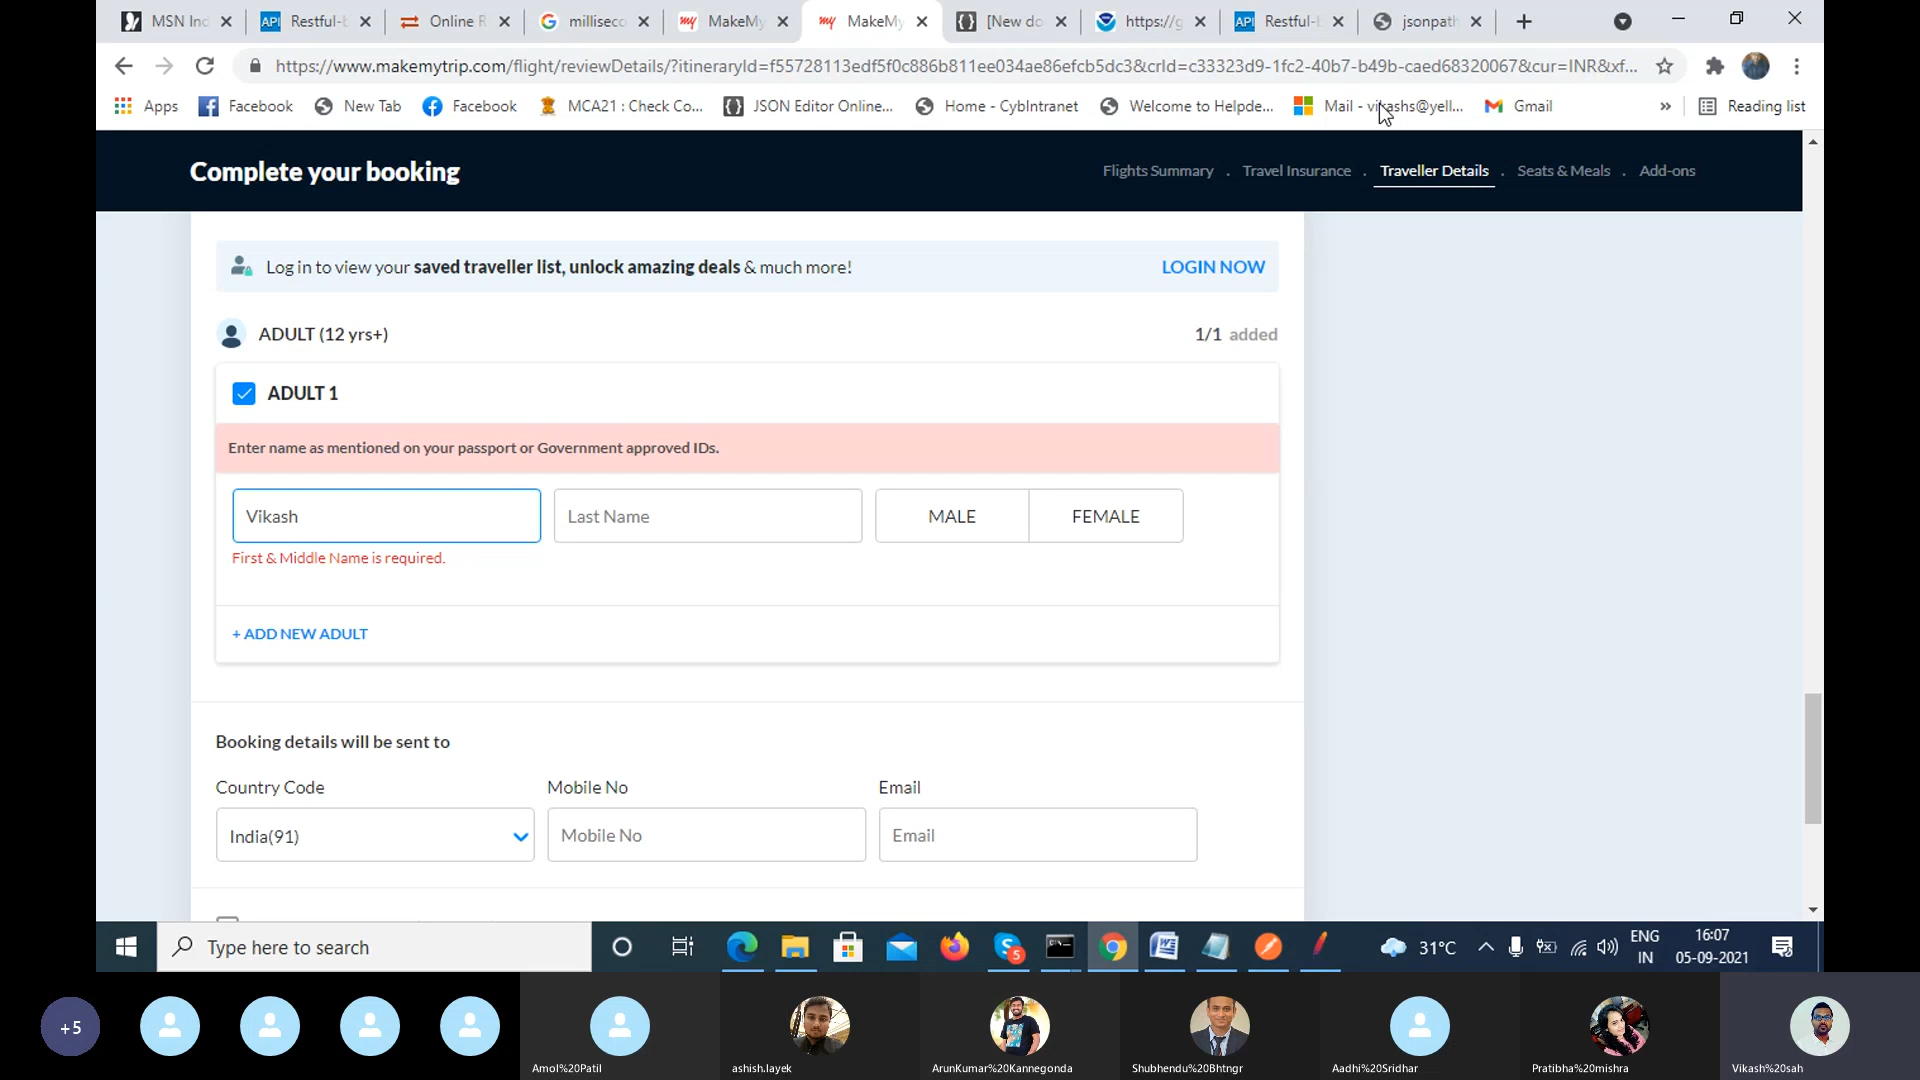 MSN Ind
Restful-b
Online R
milliseco
MakeMy
MakeMy
[New do
https://g
Restful-b
jsonpath
https://www.makemytrip.com/flight/reviewDetails/?itineraryId=f55728113edf5f0c886b811ee034ae86efcb5dc3&crId=c33323d9-1fc2-40b7-b49b-caed68320067&cur=INR&xf...
Apps
Facebook
New Tab
Facebook
MCA21 : Check Co...
JSON Editor Online...
Home - CybIntranet
Welcome to Helpde...
Mail - vikashs@yell...
Gmail
»
Reading list
Complete your booking
Flights Summary . Travel Insurance . Traveller Details . Seats & Meals . Add-ons
Log in to view your saved traveller list, unlock amazing deals & much more!
LOGIN NOW
ADULT (12 yrs+)
1/1 added
ADULT 1
Enter name as mentioned on your passport or Government approved IDs.
Vikash
Last Name
MALE
FEMALE
First & Middle Name is required.
+ ADD NEW ADULT
Booking details will be sent to
Country Code
Mobile No
Email
India(91)
Mobile No
Email
Type here to search
31°C
ENG
IN
16:07
05-09-2021
+5
Amol%20Patil
ashish.layek
ArunKumar%20Kannegonda
Shubhendu%20Bhtngr
Aadhi%20Sridhar
Pratibha%20mishra
Vikash%20sah